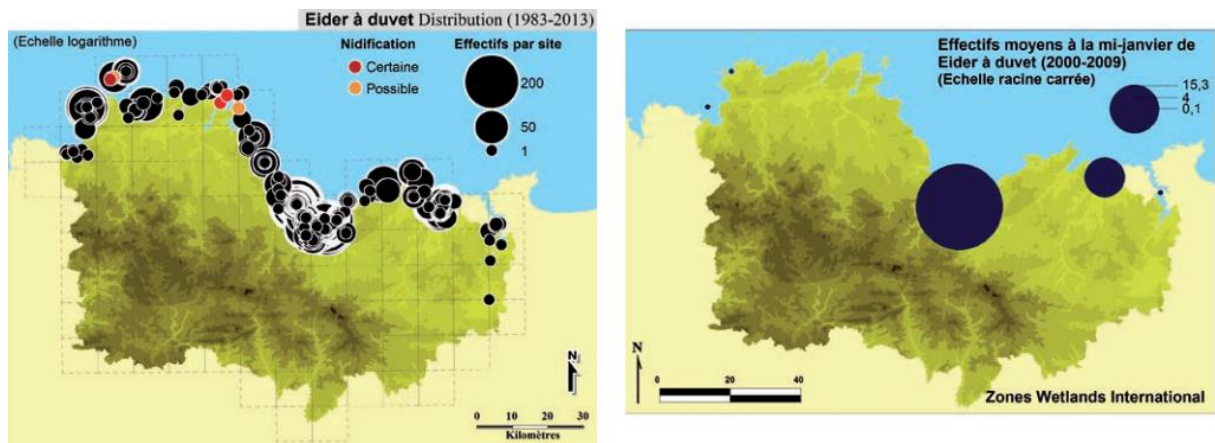 Eider à duvet Distribution (1983-2013)
(Echelle logarithme)
Nidification
Certaine
Possible
Effectifs par site
200
50
1
N
0 10 20 30
Kilomètres
Effectifs moyens à la mi-janvier de
Eider à duvet (2000-2009)
(Echelle racine carrée)
15,3
4
0,1
N
0 20 40
Zones Wetlands International